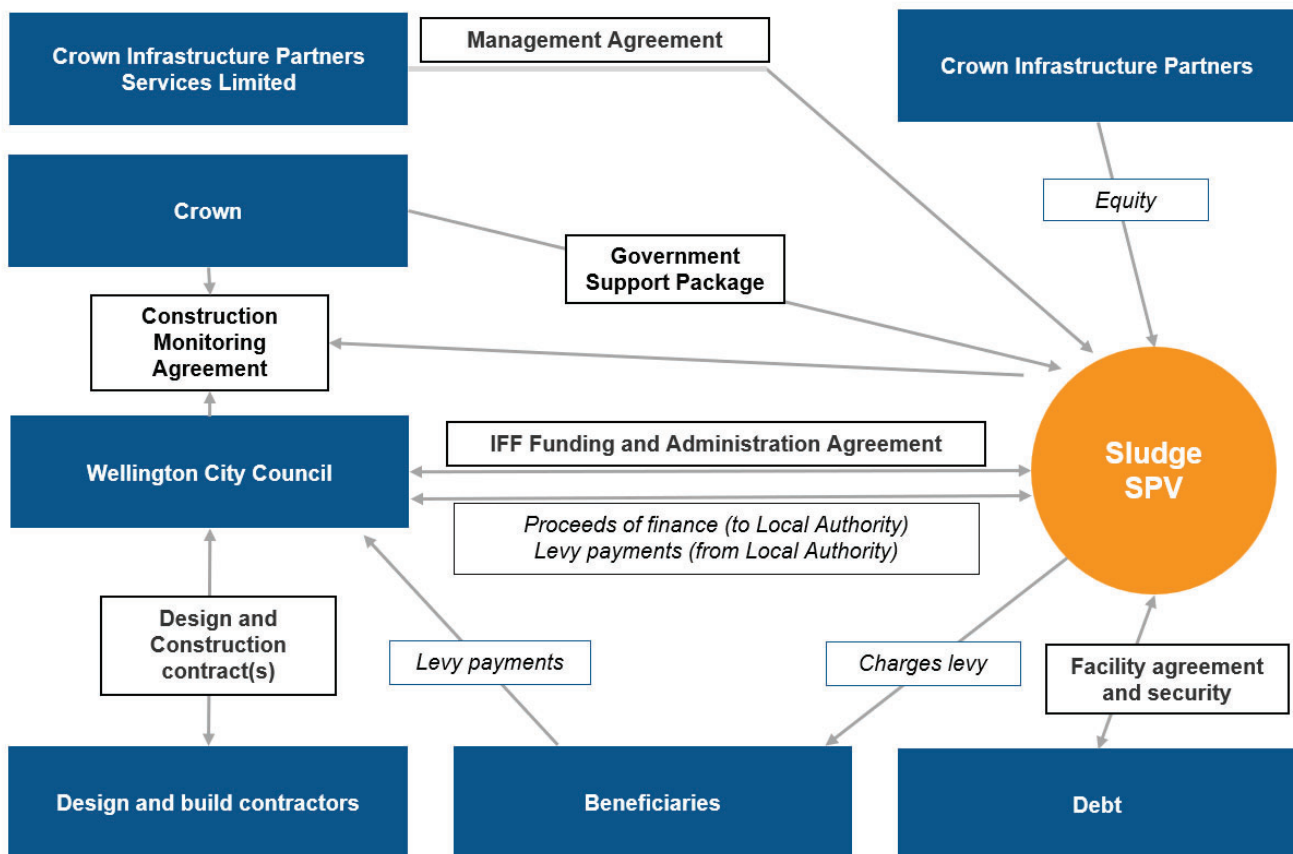 Crown Infrastructure Partners
Services Limited
Management Agreement
Crown Infrastructure Partners
Crown
Equity
Government
Support Package
Construction
Monitoring
Agreement
IFF Funding and Administration Agreement
Wellington City Council
Sludge
SPV
Proceeds of finance (to Local Authority)
Levy payments (from Local Authority)
Design and
Construction
contract(s)
Levy payments
Charges levy
Facility agreement
and security
Design and build contractors
Beneficiaries
Debt